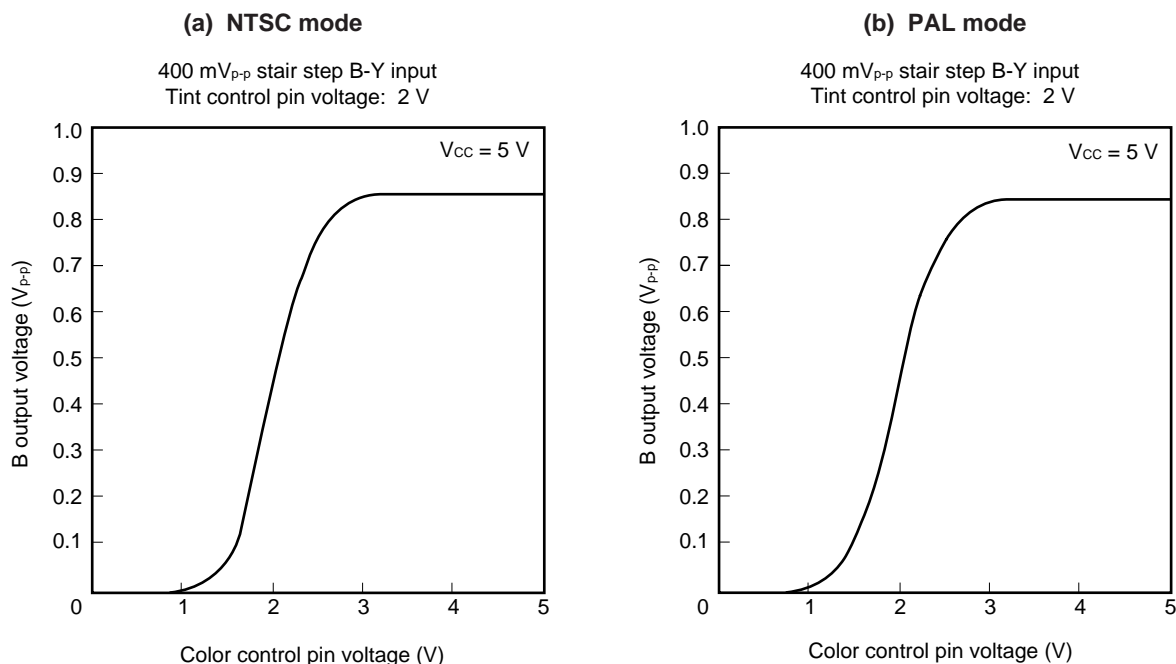 (a) NTSC mode
400 mVp-p stair step B-Y input
Tint control pin voltage: 2 V
VCC = 5 V
B output voltage (Vp-p)
1.0
0.9
0.8
0.7
0.6
0.5
0.4
0.3
0.2
0.1
0
1
2
3
4
5
Color control pin voltage (V)
(b) PAL mode
400 mVp-p stair step B-Y input
Tint control pin voltage: 2 V
VCC = 5 V
B output voltage (Vp-p)
1.0
0.9
0.8
0.7
0.6
0.5
0.4
0.3
0.2
0.1
0
1
2
3
4
5
Color control pin voltage (V)